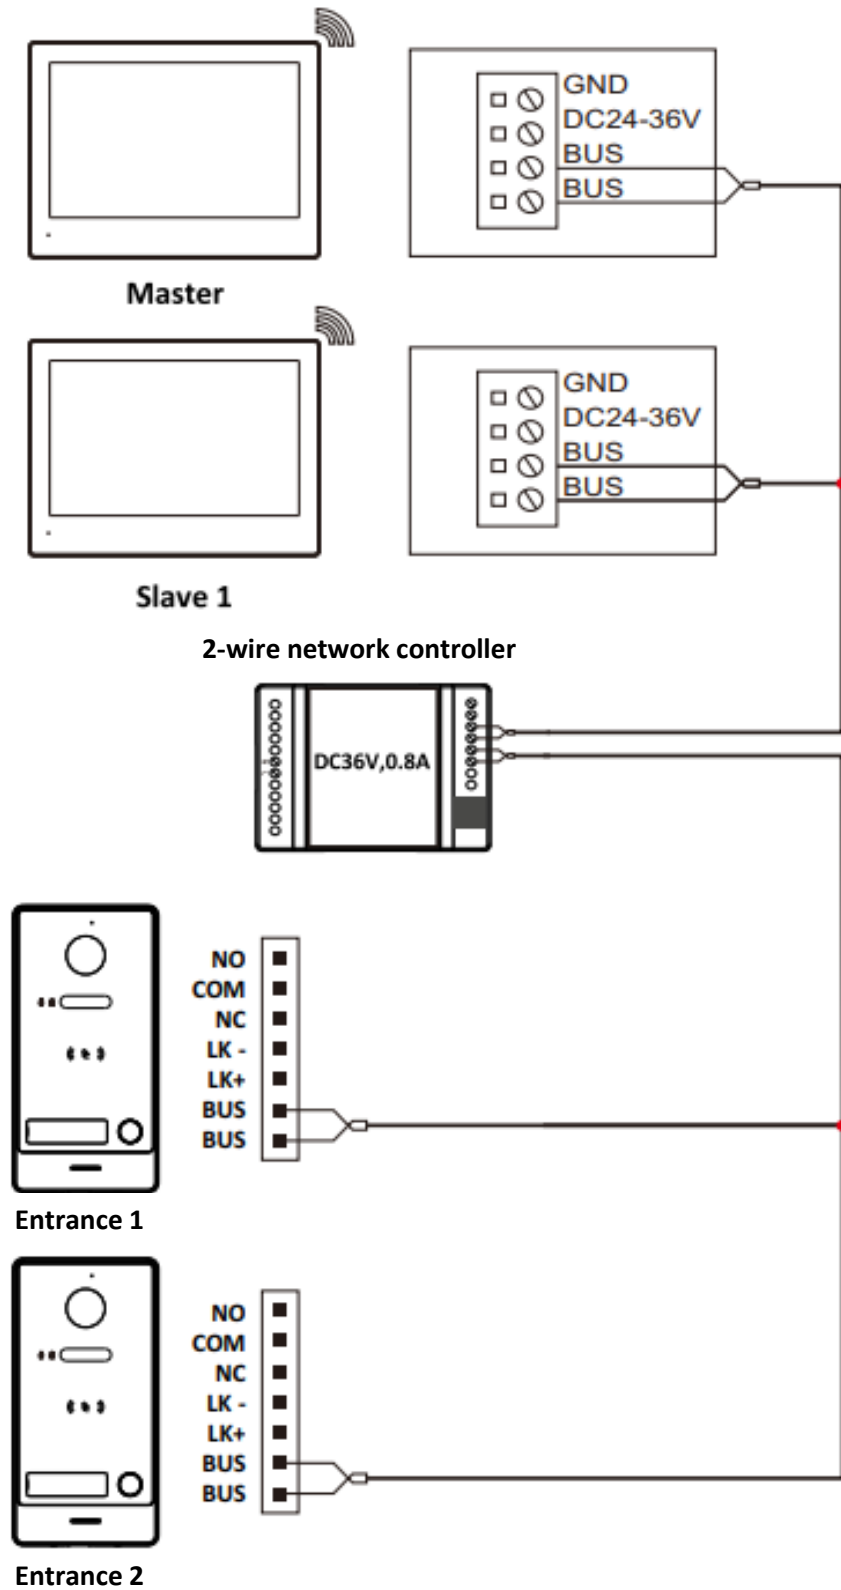 GND
DC24-36V
BUS
BUS
Master
GND
DC24-36V
BUS
BUS
Slave 1
2-wire network controller
DC36V,0.8A
NO
COM
NC
LK -
LK+
BUS
BUS
Entrance 1
NO
COM
NC
LK -
LK+
BUS
BUS
Entrance 2